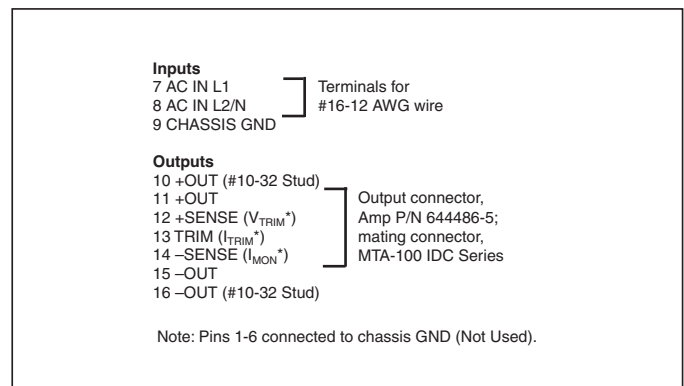 Inputs
7 AC IN L1
8 AC IN L2/N
9 CHASSIS GND
Terminals for
#16-12 AWG wire
Outputs
10 +OUT (#10-32 Stud)
11 +OUT
12 +SENSE (VTRIM*)
13 TRIM (ITRIM*)
14 –SENSE (IMON*)
15 –OUT
16 –OUT (#10-32 Stud)
Output connector,
Amp P/N 644486-5;
mating connector,
MTA-100 IDC Series
Note: Pins 1-6 connected to chassis GND (Not Used).